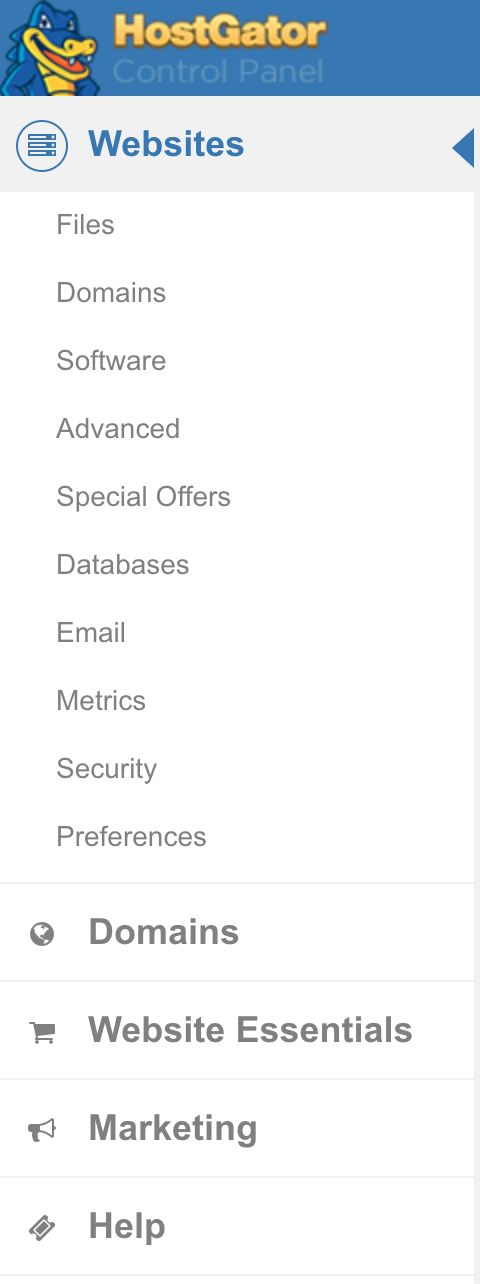 HostGator
Control Panel
Websites
Files
Domains
Software
Advanced
Special Offers
Databases
Email
Metrics
Security
Preferences
Domains
Website Essentials
Marketing
Help